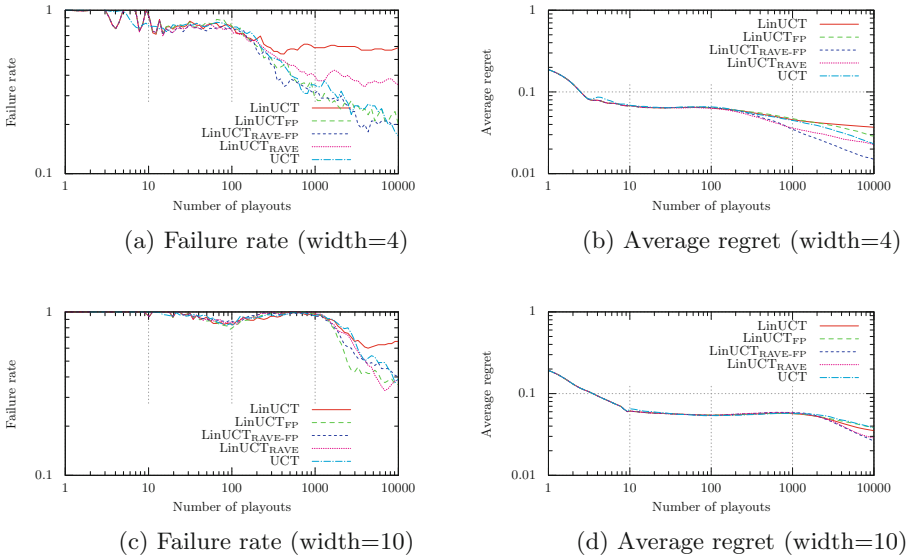 1
0.1
Failure rate
LinUCT
LinUCT_FP
LinUCT_RAVE-FP
LinUCT_RAVE
UCT
1 10 100 1000 10000
Number of playouts
(a) Failure rate (width=4)
1
0.1
0.01
Average regret
LinUCT
LinUCT_FP
LinUCT_RAVE-FP
LinUCT_RAVE
UCT
1 10 100 1000 10000
Number of playouts
(b) Average regret (width=4)
1
0.1
Failure rate
LinUCT
LinUCT_FP
LinUCT_RAVE-FP
LinUCT_RAVE
UCT
1 10 100 1000 10000
Number of playouts
(c) Failure rate (width=10)
1
0.1
0.01
Average regret
LinUCT
LinUCT_FP
LinUCT_RAVE-FP
LinUCT_RAVE
UCT
1 10 100 1000 10000
Number of playouts
(d) Average regret (width=10)